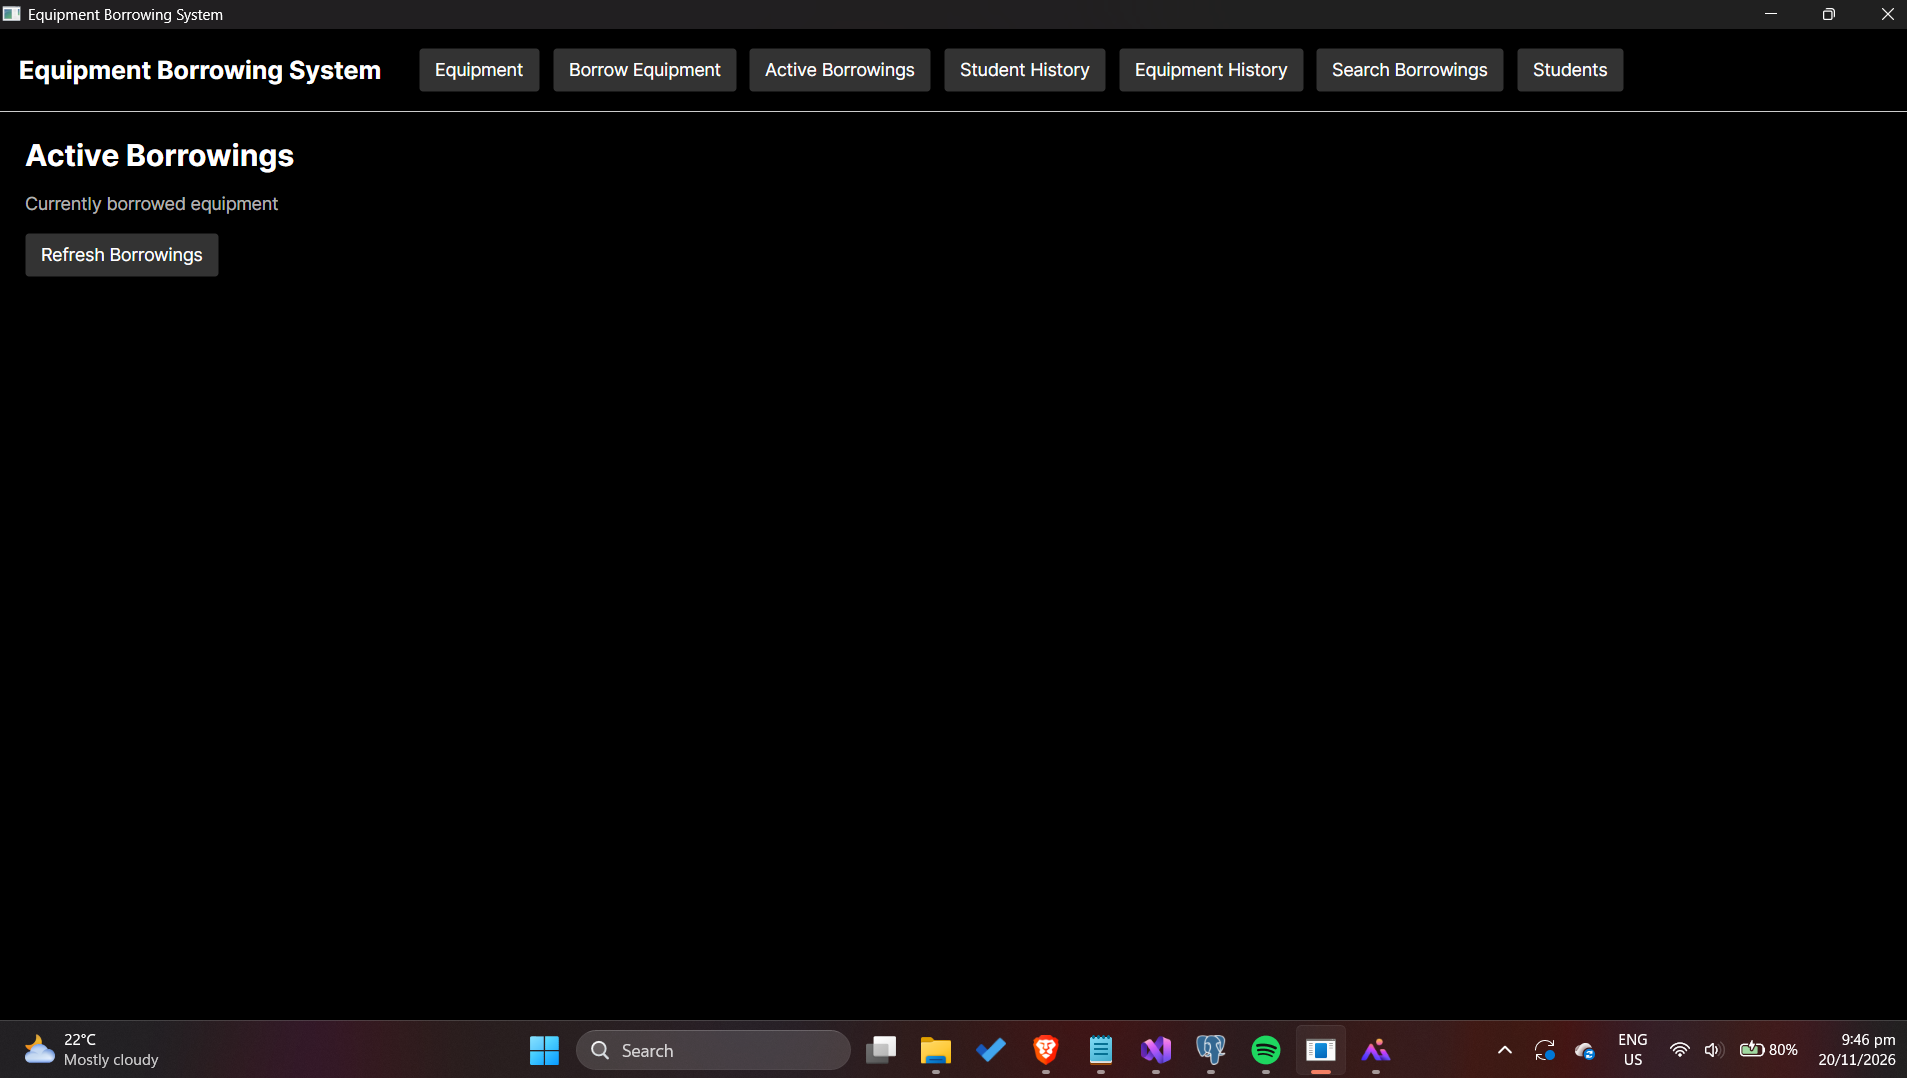 Equipment Borrowing System
Equipment Borrowing System
Equipment
Borrow Equipment
Active Borrowings
Student History
Equipment History
Search Borrowings
Students
Active Borrowings
Currently borrowed equipment
Refresh Borrowings
22°C
Mostly cloudy
Search
ENG
US
80%
9:46 pm
20/11/2026